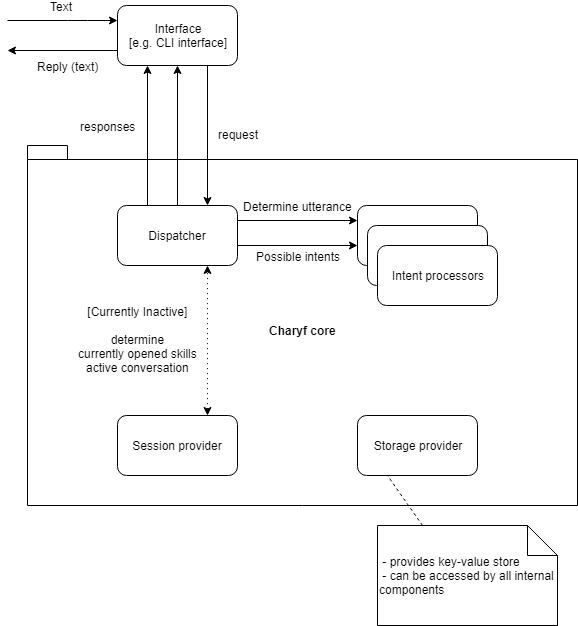 Text
Interface
[e.g. CLI interface]
Reply (text)
responses
request
Determine utterance
Dispatcher
Possible intents
Intent processors
[Currently Inactive]
determine
currently opened skills
active conversation
Charyf core
Session provider
Storage provider
- provides key-value store
- can be accessed by all internal
components